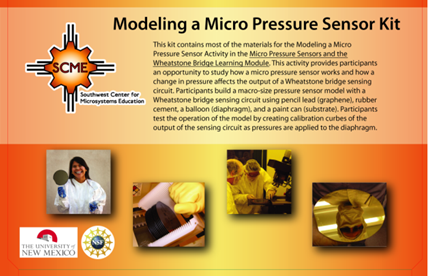 Modeling a Micro Pressure Sensor Kit
This kit contains most of the materials for the Modeling a Micro
Pressure Sensor Activity in the Micro Pressure Sensors and the
Wheatstone Bridge Learning Module. This activity provides participants
an opportunity to study how a micro pressure sensor works and how a
change in pressure affects the output of a Wheatstone bridge sensing
circuit. Participants build a macro-size pressure sensor model with a
Wheatstone bridge sensing circuit using pencil lead (graphene), rubber
cement, a balloon (diaphragm), and a paint can (substrate). Participants
test the operation of the model by creating calibration curbes of the
output of the sensing circuit as pressures are applied to the diaphragm.
SCME
Southwest Center for
Microsystems Education
THE UNIVERSITY of
NEW MEXICO
NSF